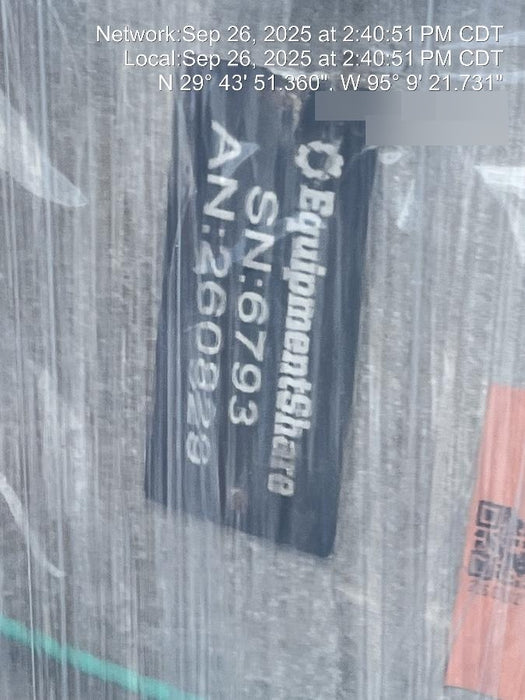 Network:Sep 26, 2025 at 2:40:51 PM CDT
Local:Sep 26, 2025 at 2:40:51 PM CDT
N 29° 43' 51.360", W 95° 9' 21.731"
EquipmentShare
SN:6793
AN:260828